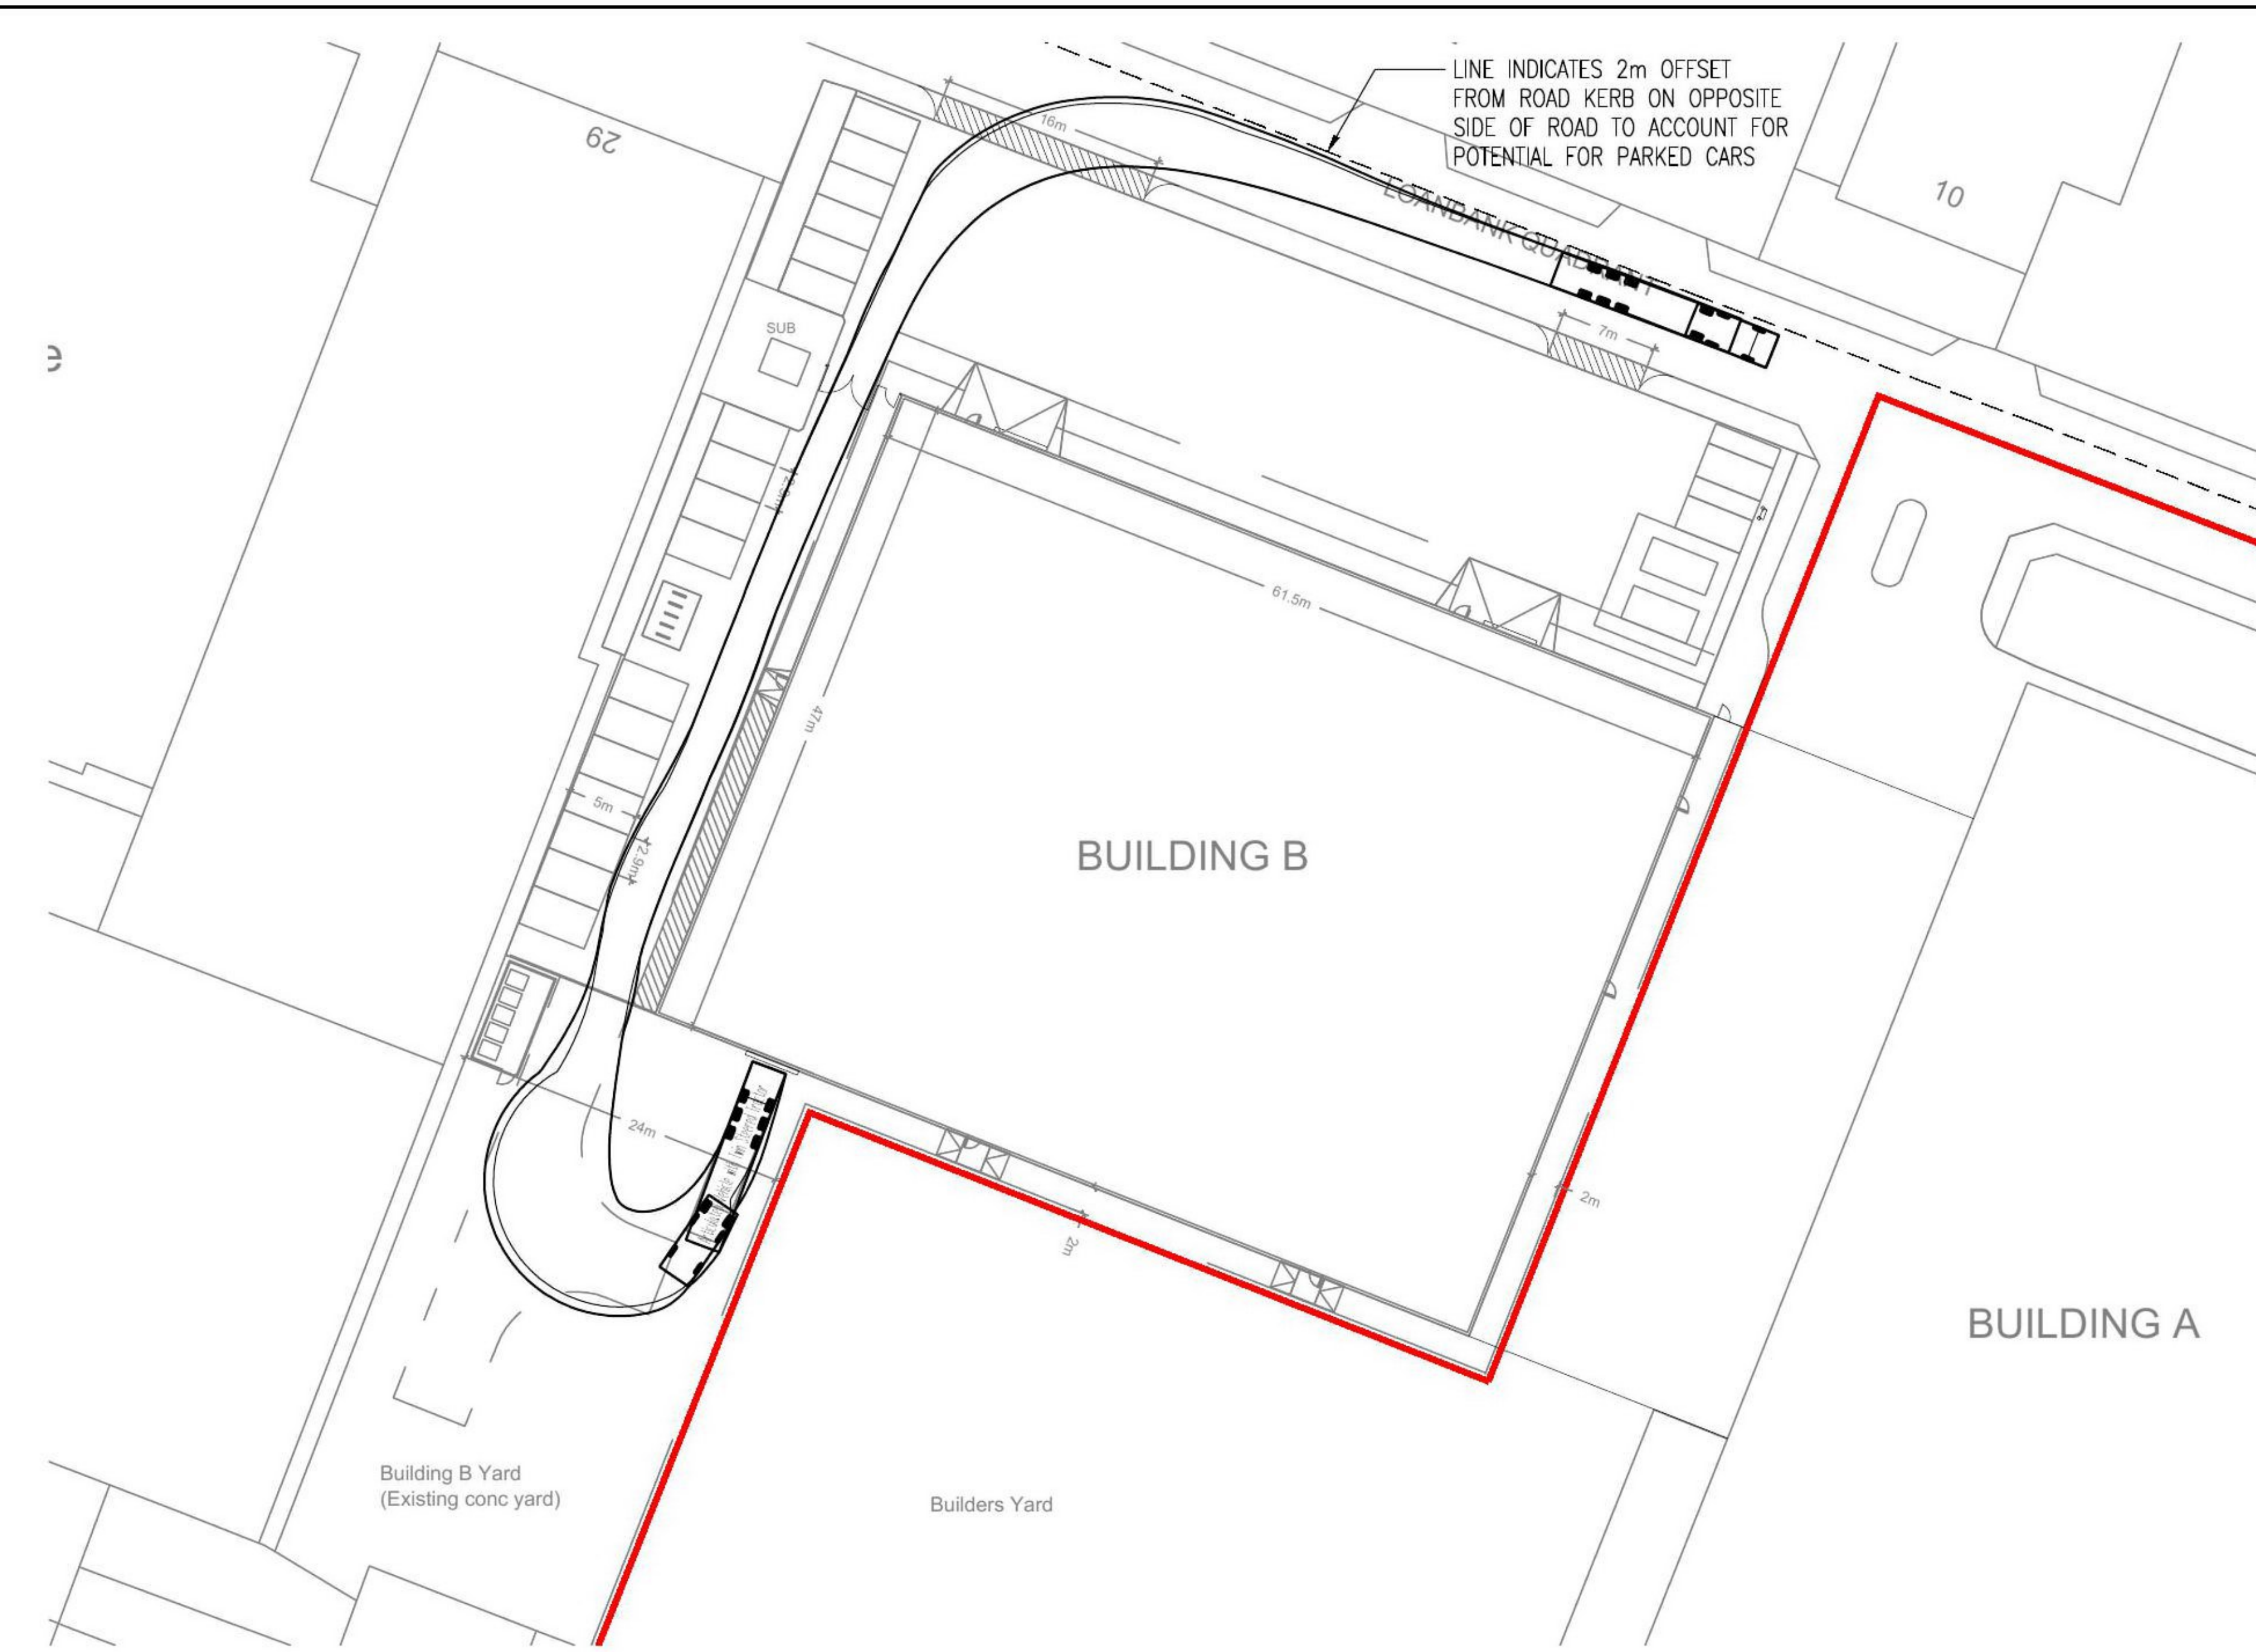 LINE INDICATES 2m OFFSET
FROM ROAD KERB ON OPPOSITE
SIDE OF ROAD TO ACCOUNT FOR
POTENTIAL FOR PARKED CARS
29
16m
LOANBANK QUADRANT
10
SUB
7m
e
61.5m
47m
5m
2.9m
BUILDING B
24m
2m
2m
BUILDING A
Building B Yard
(Existing conc yard)
Builders Yard